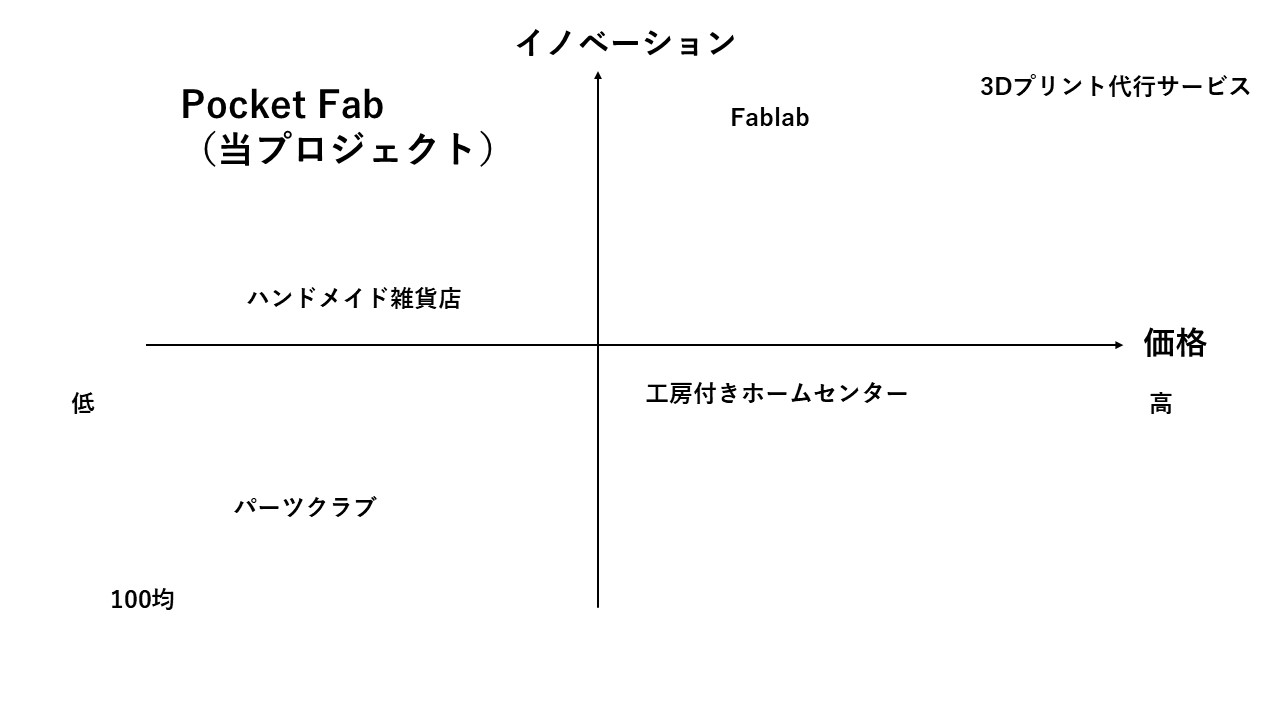 イノベーション
3Dプリント代行サービス
Pocket Fab
（当プロジェクト）
Fablab
ハンドメイド雑貨店
価格
工房付きホームセンター
低
高
パーツクラブ
100均